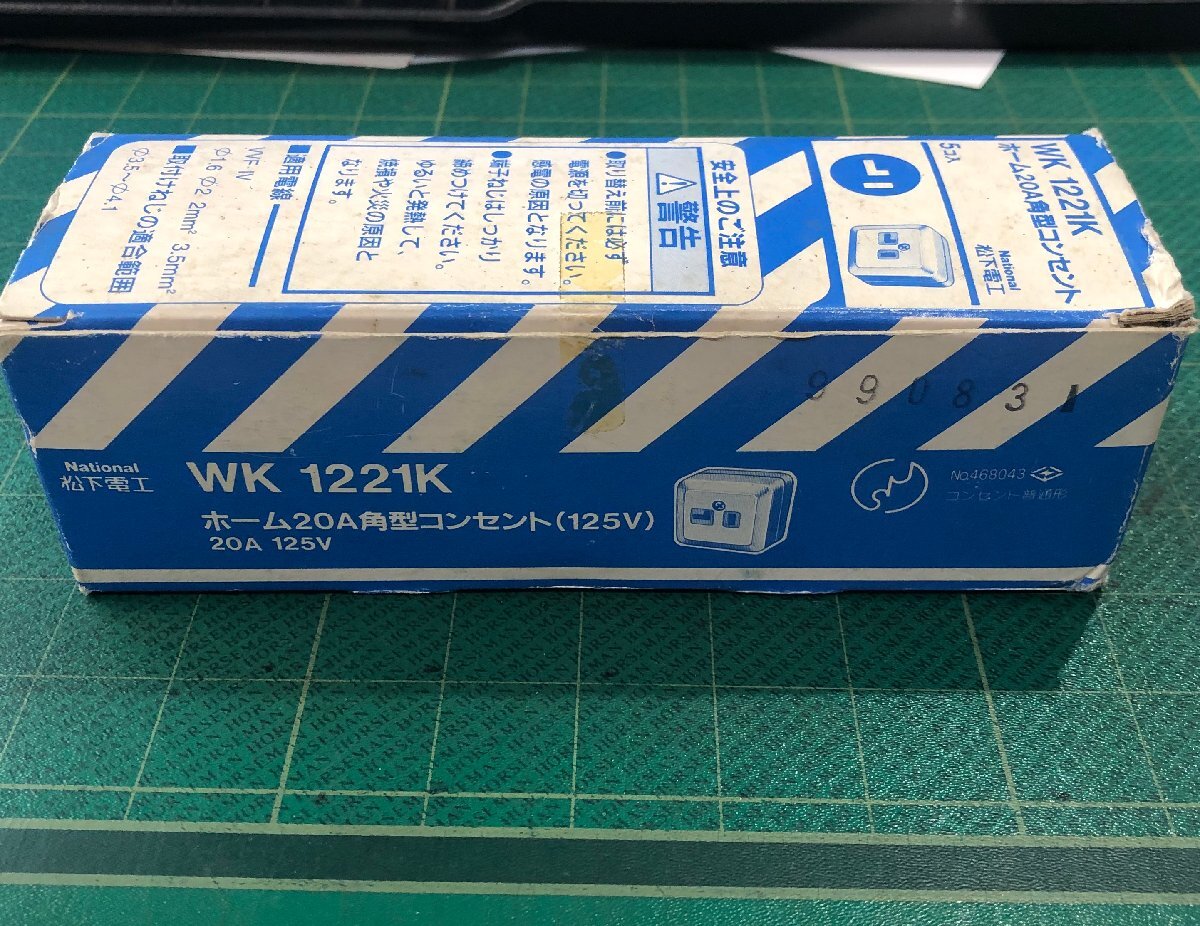 WK 1221K
ホーム20A角型コンセント
5コ入
National
松下電工
安全上のご注意
警告
●取り替え前には必ず
電源を切ってください。
感電の原因となります。
●端子ねじはしっかり
締めつけてください。
ゆるいと発熱して、
焼損や火災の原因と
なります。
■適用電線
VVF IV
Φ1.6 Φ2 2mm² 3.5mm²
■取付けねじの適合範囲
Φ3.5〜Φ4.1
990831
National
松下電工
WK 1221K
ホーム20A角型コンセント(125V)
20A 125V
No.468043
コンセント普通形
HORSEMAN